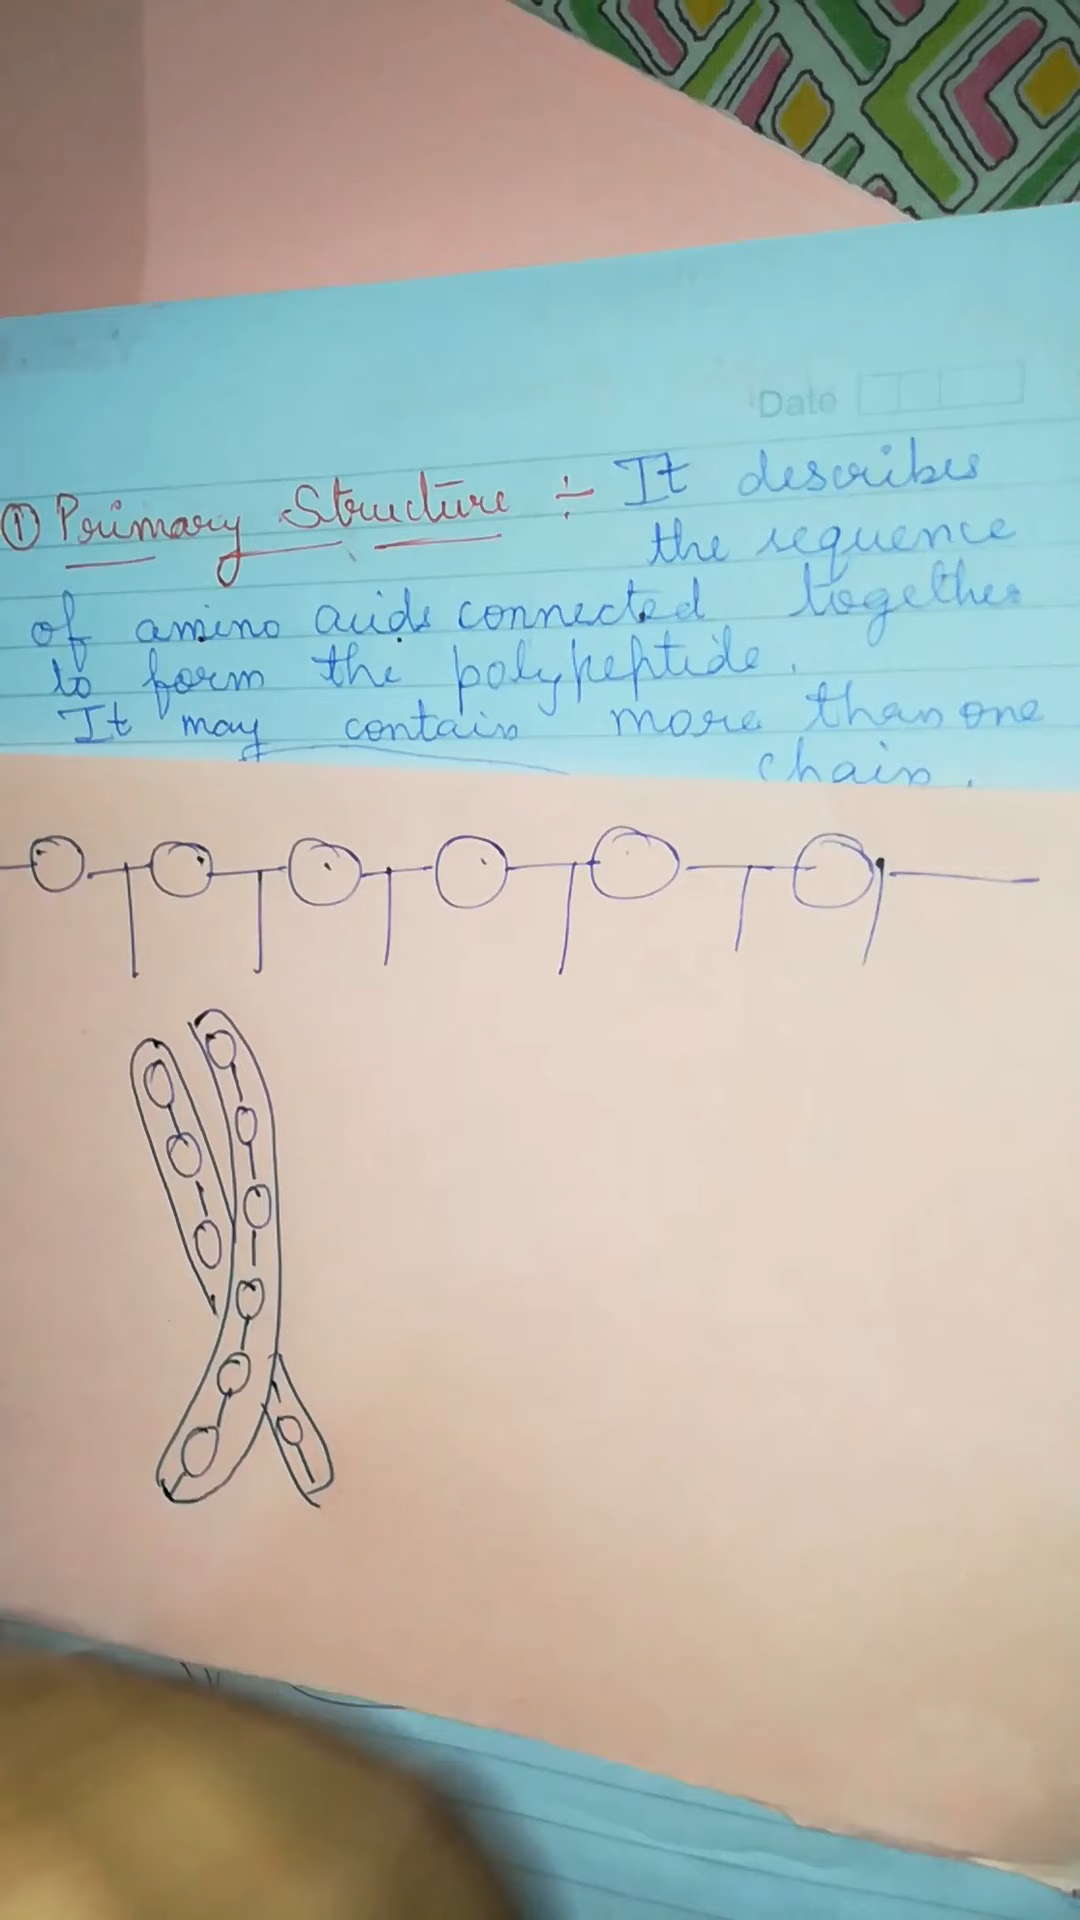 Date
① Primary Structure ÷ It describes
the sequence
of amino acids connected together
to form the polypeptide.
It may contain more than one
chain.